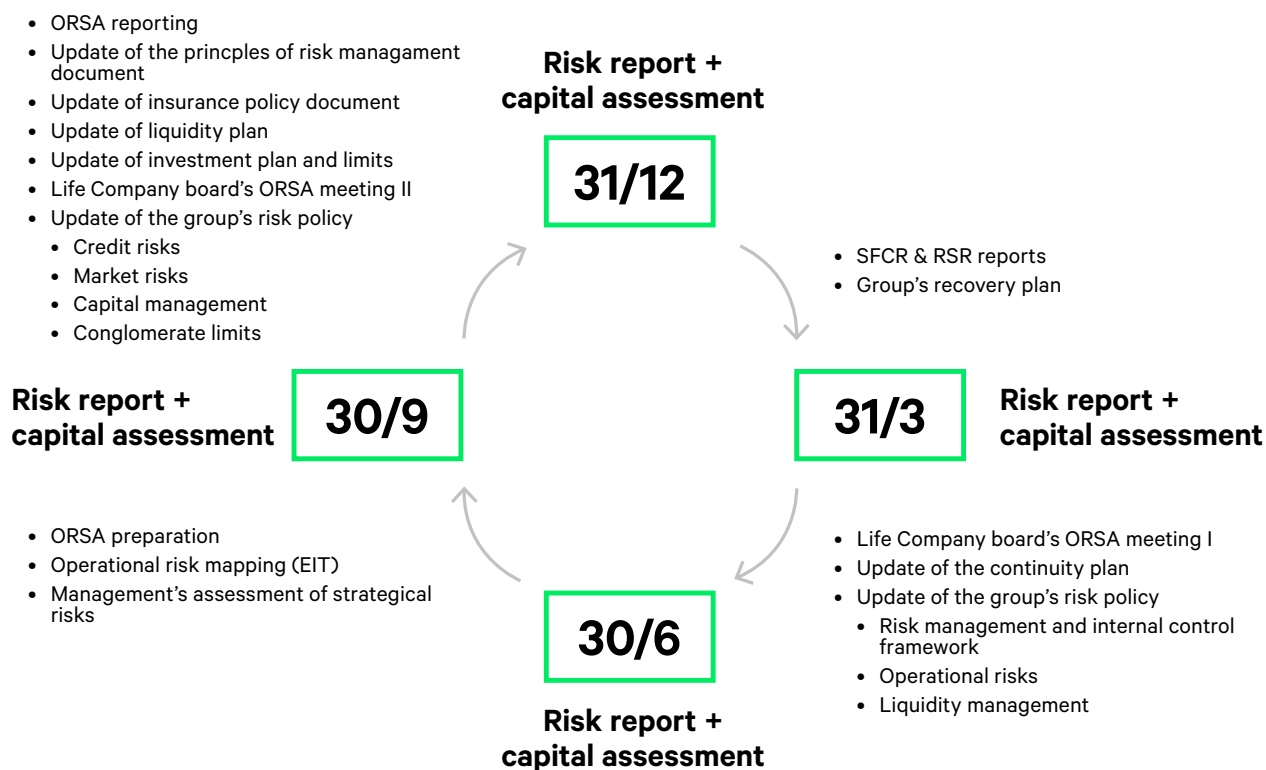 • ORSA reporting
• Update of the princples of risk managament
document
• Update of insurance policy document
• Update of liquidity plan
• Update of investment plan and limits
• Life Company board’s ORSA meeting II
• Update of the group’s risk policy
• Credit risks
• Market risks
• Capital management
• Conglomerate limits
Risk report +
capital assessment
31/12
• SFCR & RSR reports
• Group’s recovery plan
Risk report +
capital assessment
30/9
31/3
Risk report +
capital assessment
• ORSA preparation
• Operational risk mapping (EIT)
• Management’s assessment of strategical
risks
• Life Company board’s ORSA meeting I
• Update of the continuity plan
• Update of the group’s risk policy
• Risk management and internal control
framework
• Operational risks
• Liquidity management
30/6
Risk report +
capital assessment